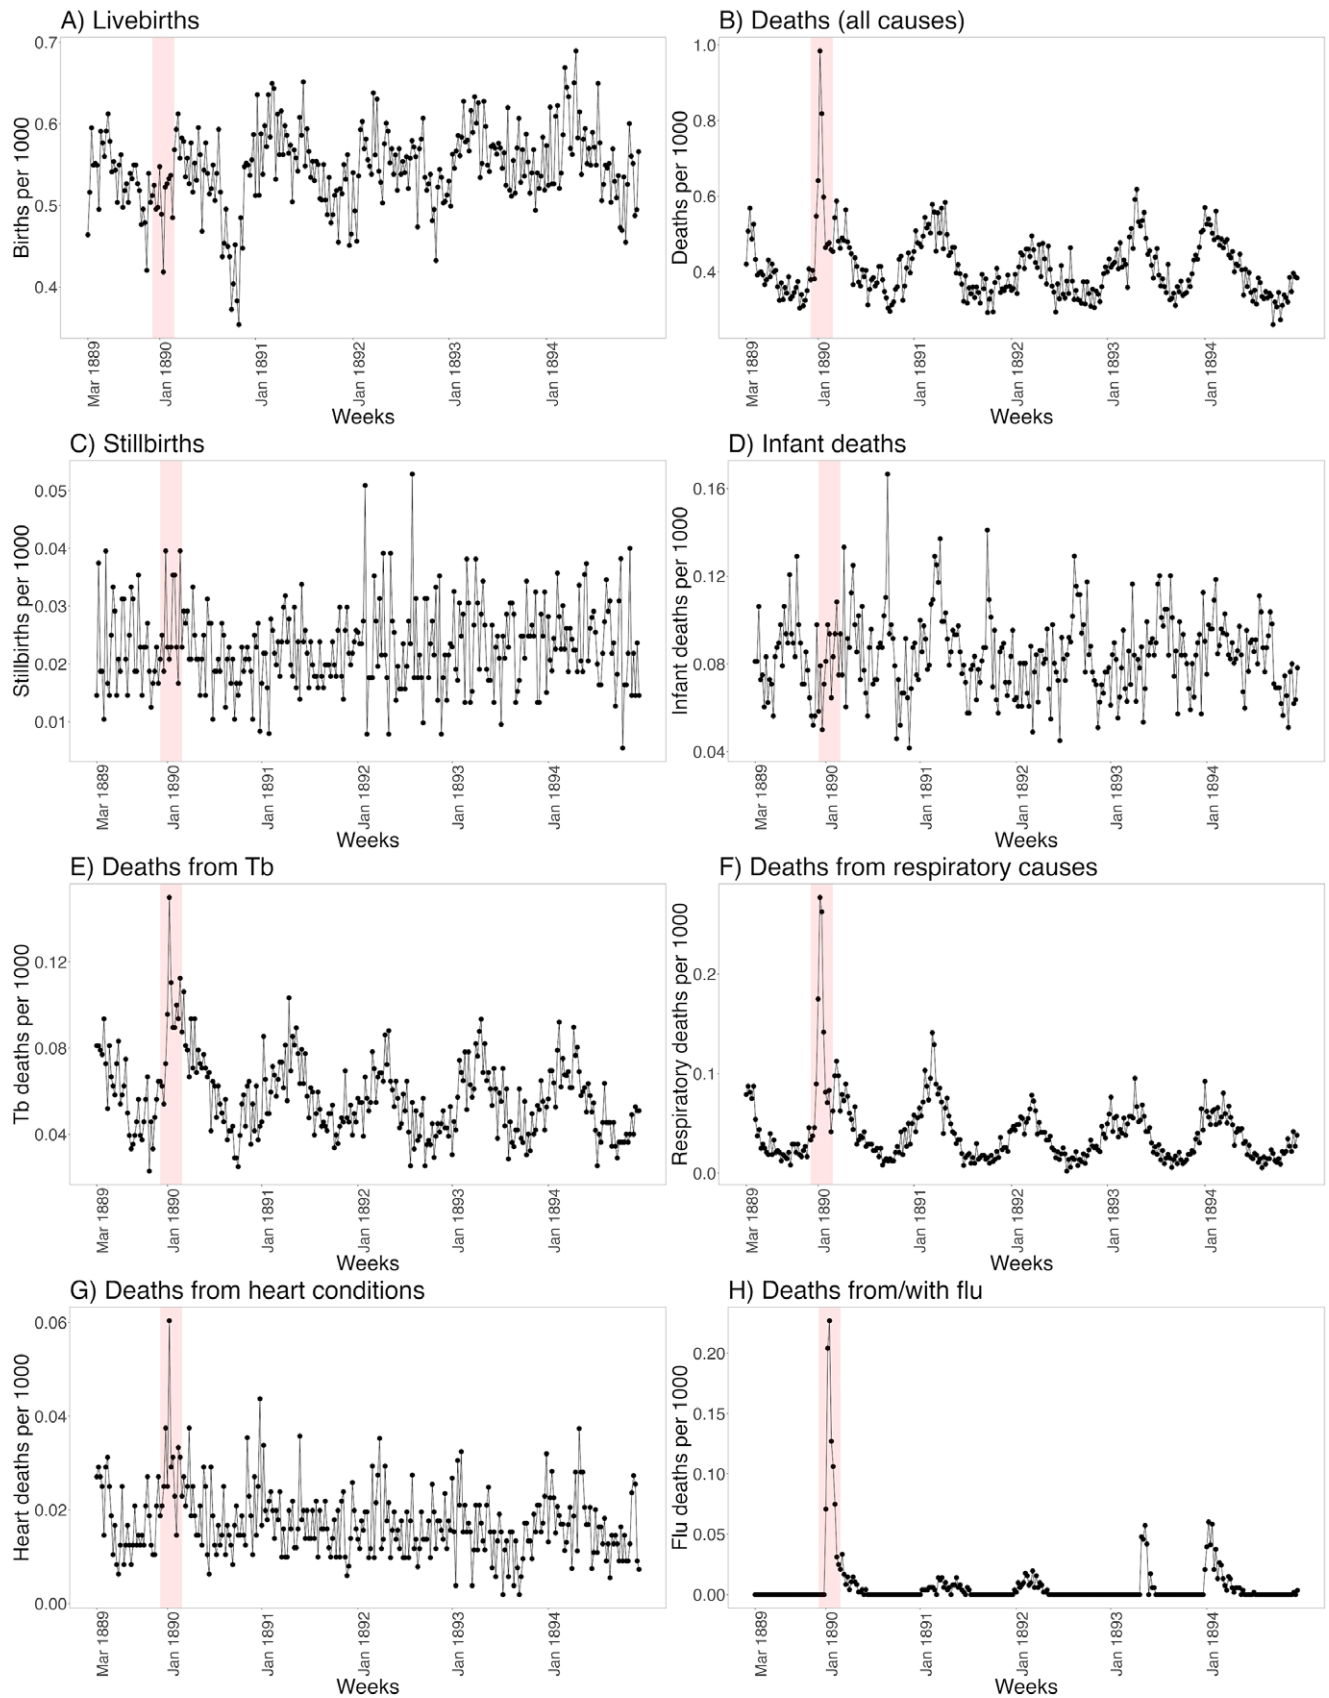 A) Livebirths
Births per 1000
0.7
0.6
0.5
0.4
Mar 1889
Jan 1890
Jan 1891
Jan 1892
Jan 1893
Jan 1894
Weeks
B) Deaths (all causes)
Deaths per 1000
1.0
0.8
0.6
0.4
Mar 1889
Jan 1890
Jan 1891
Jan 1892
Jan 1893
Jan 1894
Weeks
C) Stillbirths
Stillbirths per 1000
0.05
0.04
0.03
0.02
0.01
Mar 1889
Jan 1890
Jan 1891
Jan 1892
Jan 1893
Jan 1894
Weeks
D) Infant deaths
Infant deaths per 1000
0.16
0.12
0.08
0.04
Mar 1889
Jan 1890
Jan 1891
Jan 1892
Jan 1893
Jan 1894
Weeks
E) Deaths from Tb
Tb deaths per 1000
0.12
0.08
0.04
Mar 1889
Jan 1890
Jan 1891
Jan 1892
Jan 1893
Jan 1894
Weeks
F) Deaths from respiratory causes
Respiratory deaths per 1000
0.2
0.1
0.0
Mar 1889
Jan 1890
Jan 1891
Jan 1892
Jan 1893
Jan 1894
Weeks
G) Deaths from heart conditions
Heart deaths per 1000
0.06
0.04
0.02
0.00
Mar 1889
Jan 1890
Jan 1891
Jan 1892
Jan 1893
Jan 1894
Weeks
H) Deaths from/with flu
Flu deaths per 1000
0.20
0.15
0.10
0.05
0.00
Mar 1889
Jan 1890
Jan 1891
Jan 1892
Jan 1893
Jan 1894
Weeks